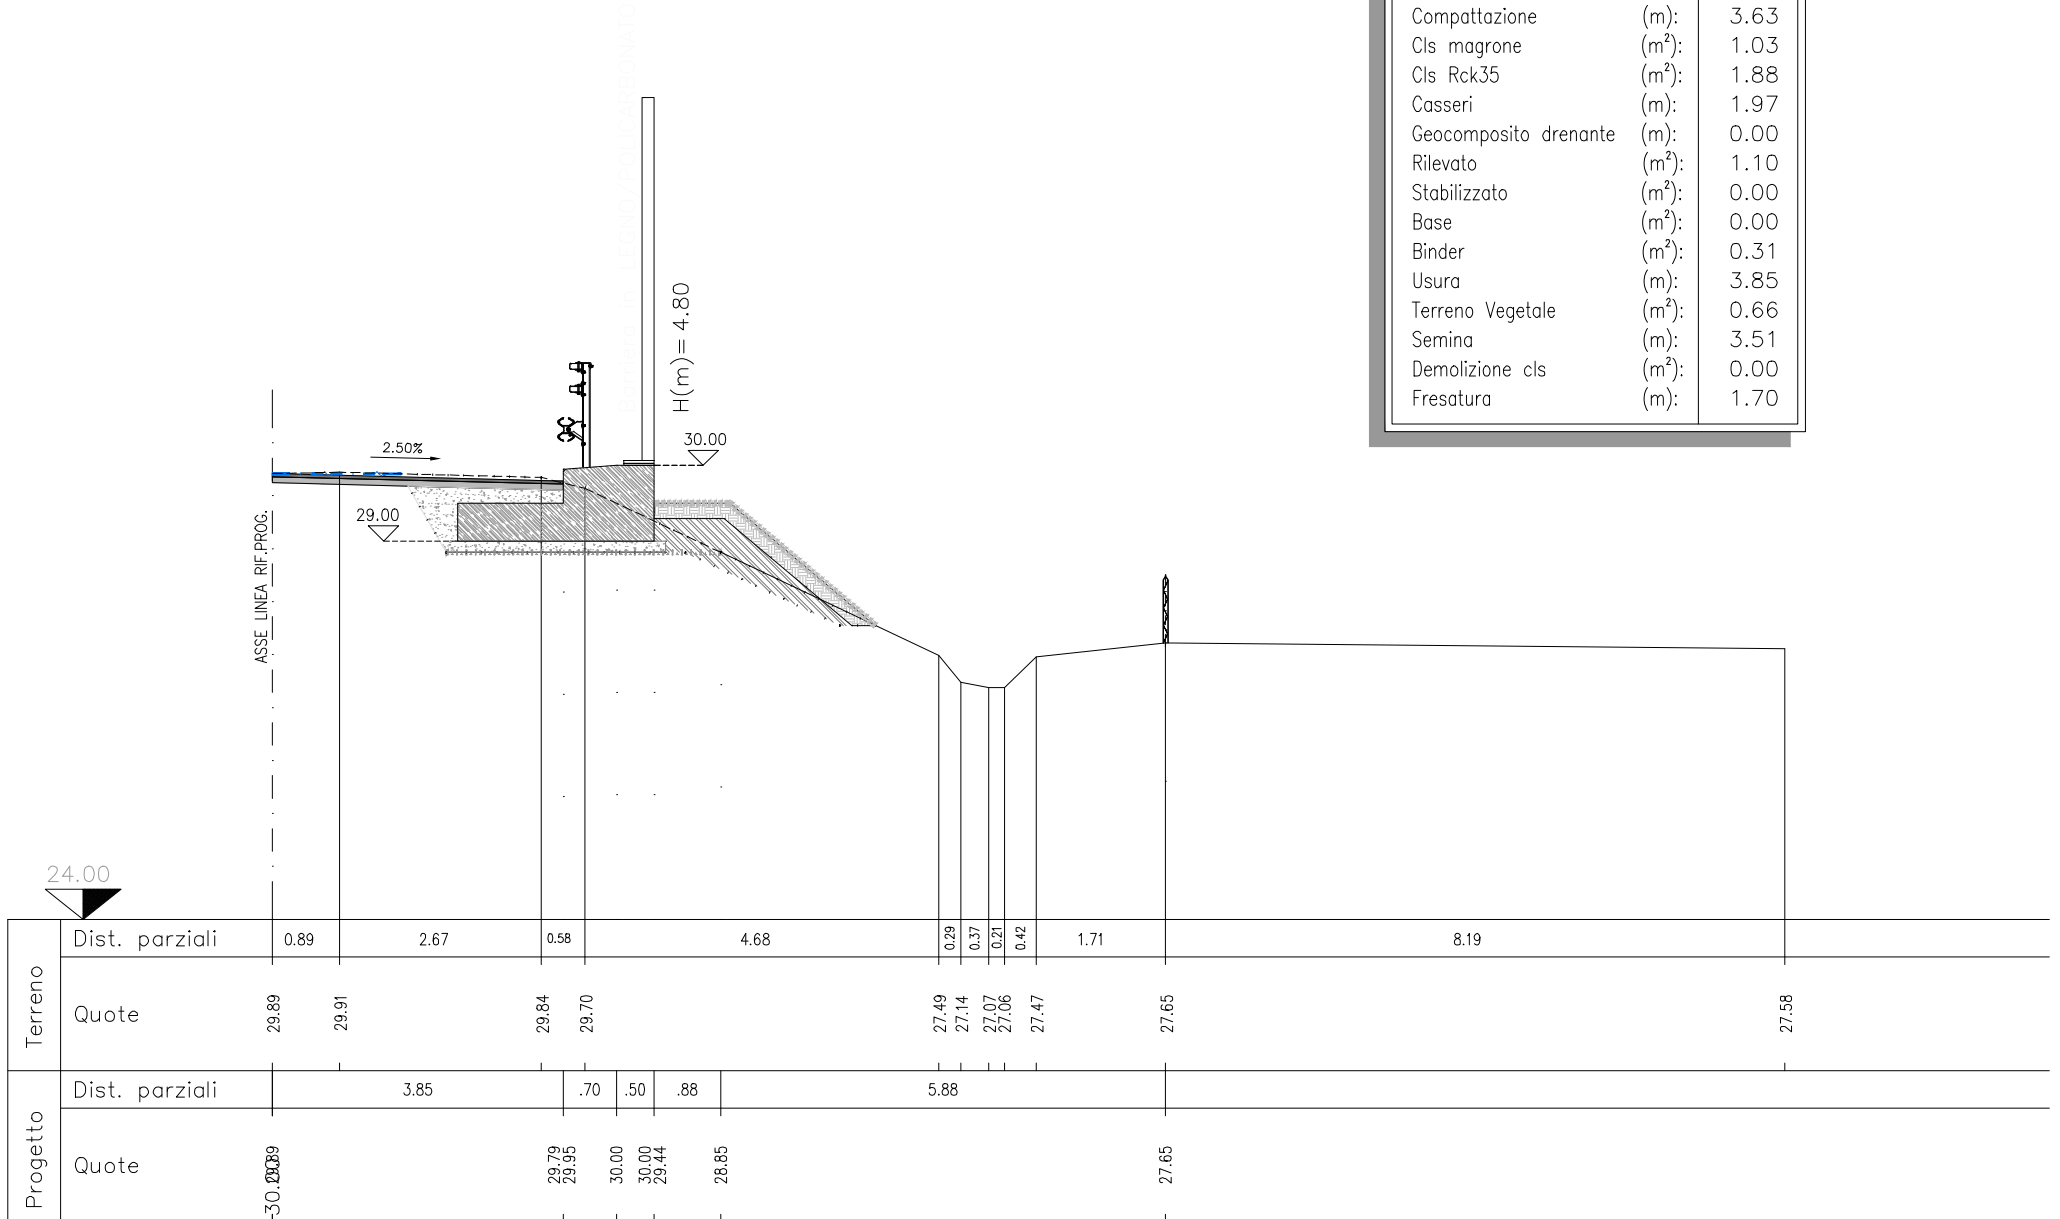 Compattazione (m): 3.63
Cls magrone (m²): 1.03
Cls Rck35 (m²): 1.88
Casseri (m): 1.97
Geocomposito drenante (m): 0.00
Rilevato (m²): 1.10
Stabilizzato (m²): 0.00
Base (m²): 0.00
Binder (m²): 0.31
Usura (m): 3.85
Terreno Vegetale (m²): 0.66
Semina (m): 3.51
Demolizione cls (m²): 0.00
Fresatura (m): 1.70
H(m)= 4.80
30.00
2.50%
29.00
ASSE LINEA RIF.PROG.
24.00
Terreno
Dist. parziali 0.89 2.67 0.58 4.68 0.29 0.37 0.21 0.42 1.71 8.19
Quote 29.89 29.91 29.84 29.70 27.49 27.14 27.07 27.06 27.47 27.65 27.58
Progetto
Dist. parziali 3.85 .70 .50 .88 5.88
Quote 29.89 29.79 29.95 30.00 30.00 29.44 28.85 27.65